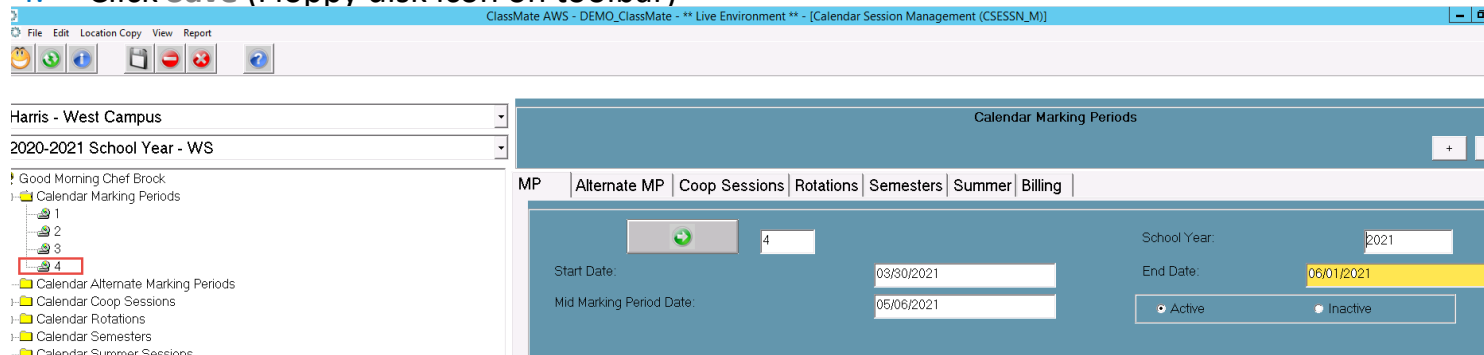 ClassMate AWS - DEMO_ClassMate - ** Live Environment ** - [Calendar Session Management (CSESSN_M)]
File Edit Location Copy View Report
Harris - West Campus
2020-2021 School Year - WS
Calendar Marking Periods
+
Good Morning Chef Brock
Calendar Marking Periods
1
2
3
4
Calendar Alternate Marking Periods
Calendar Coop Sessions
Calendar Rotations
Calendar Semesters
Calendar Summer Sessions
MP Alternate MP Coop Sessions Rotations Semesters Summer Billing
4 School Year: 2021
Start Date: 03/30/2021 End Date: 06/01/2021
Mid Marking Period Date: 05/06/2021 Active Inactive